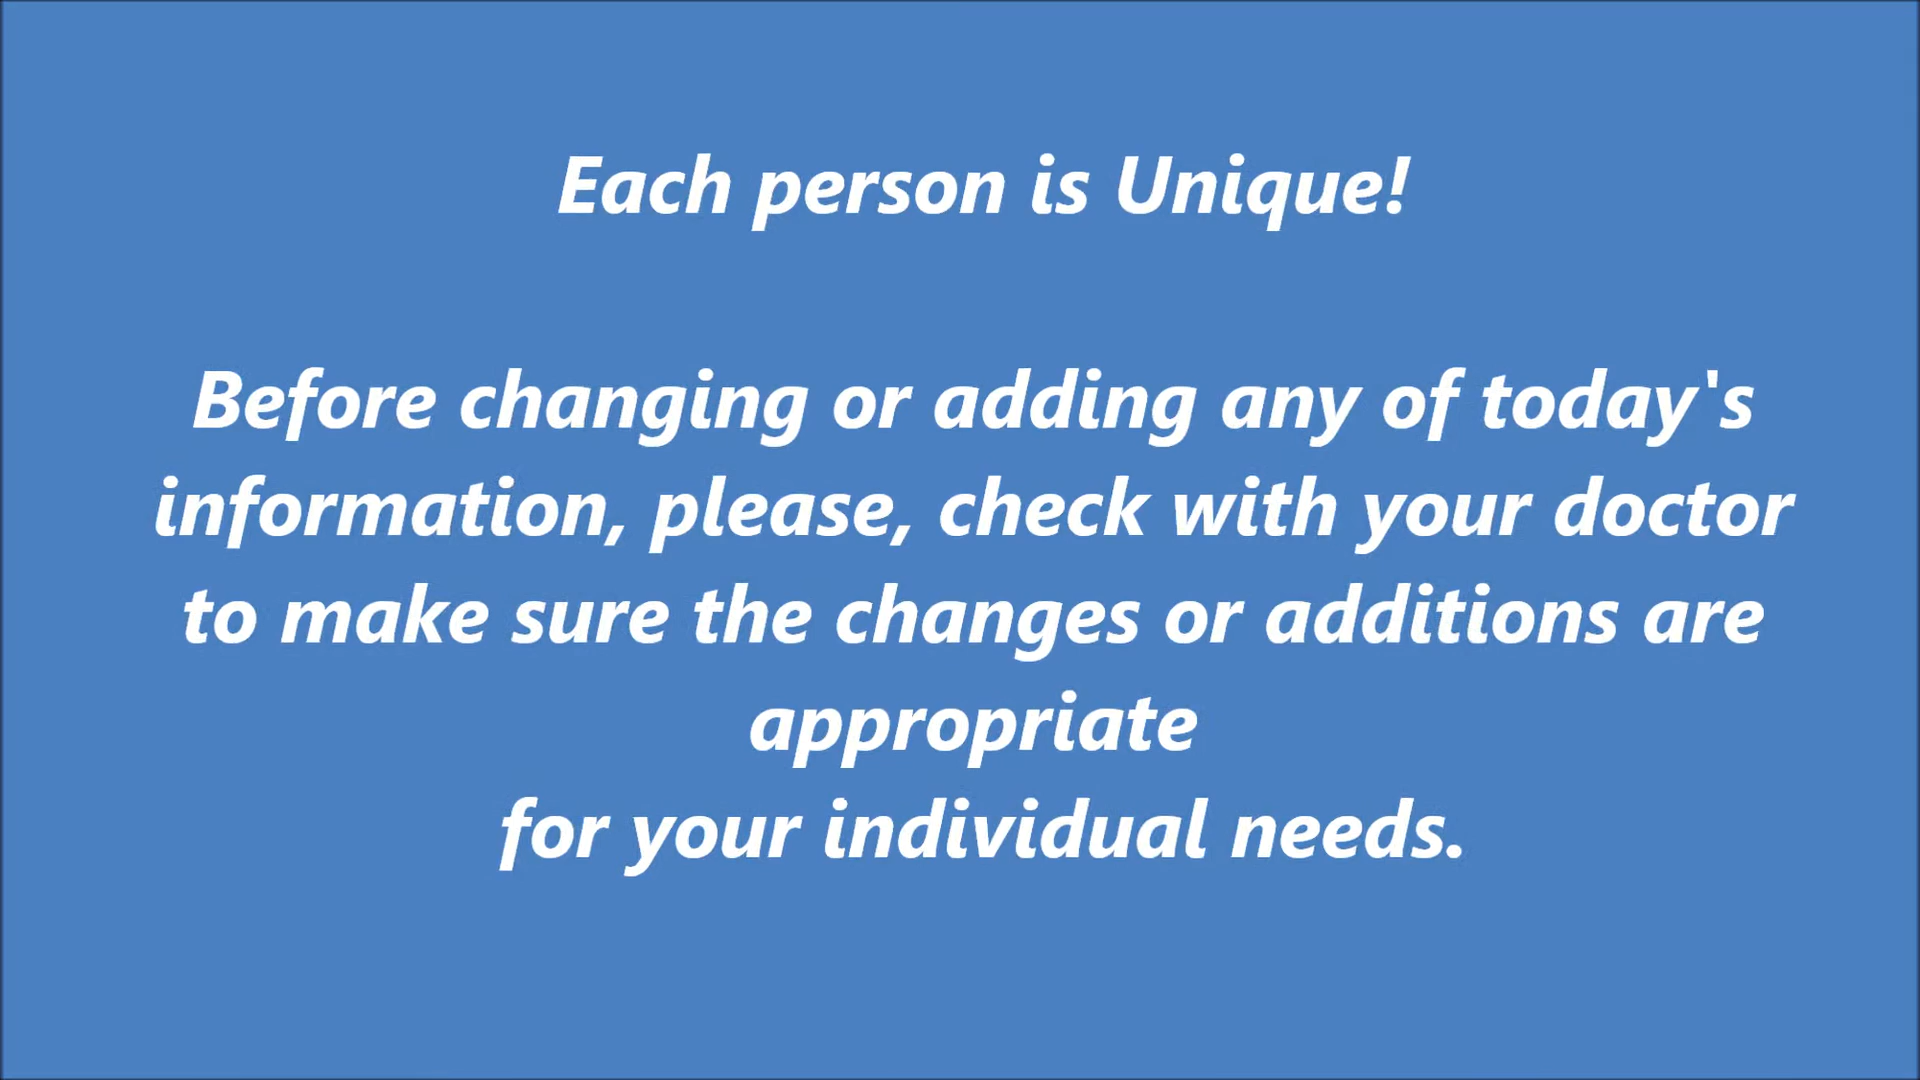 Each person is Unique!
Before changing or adding any of today's
information, please, check with your doctor
to make sure the changes or additions are
appropriate
for your individual needs.